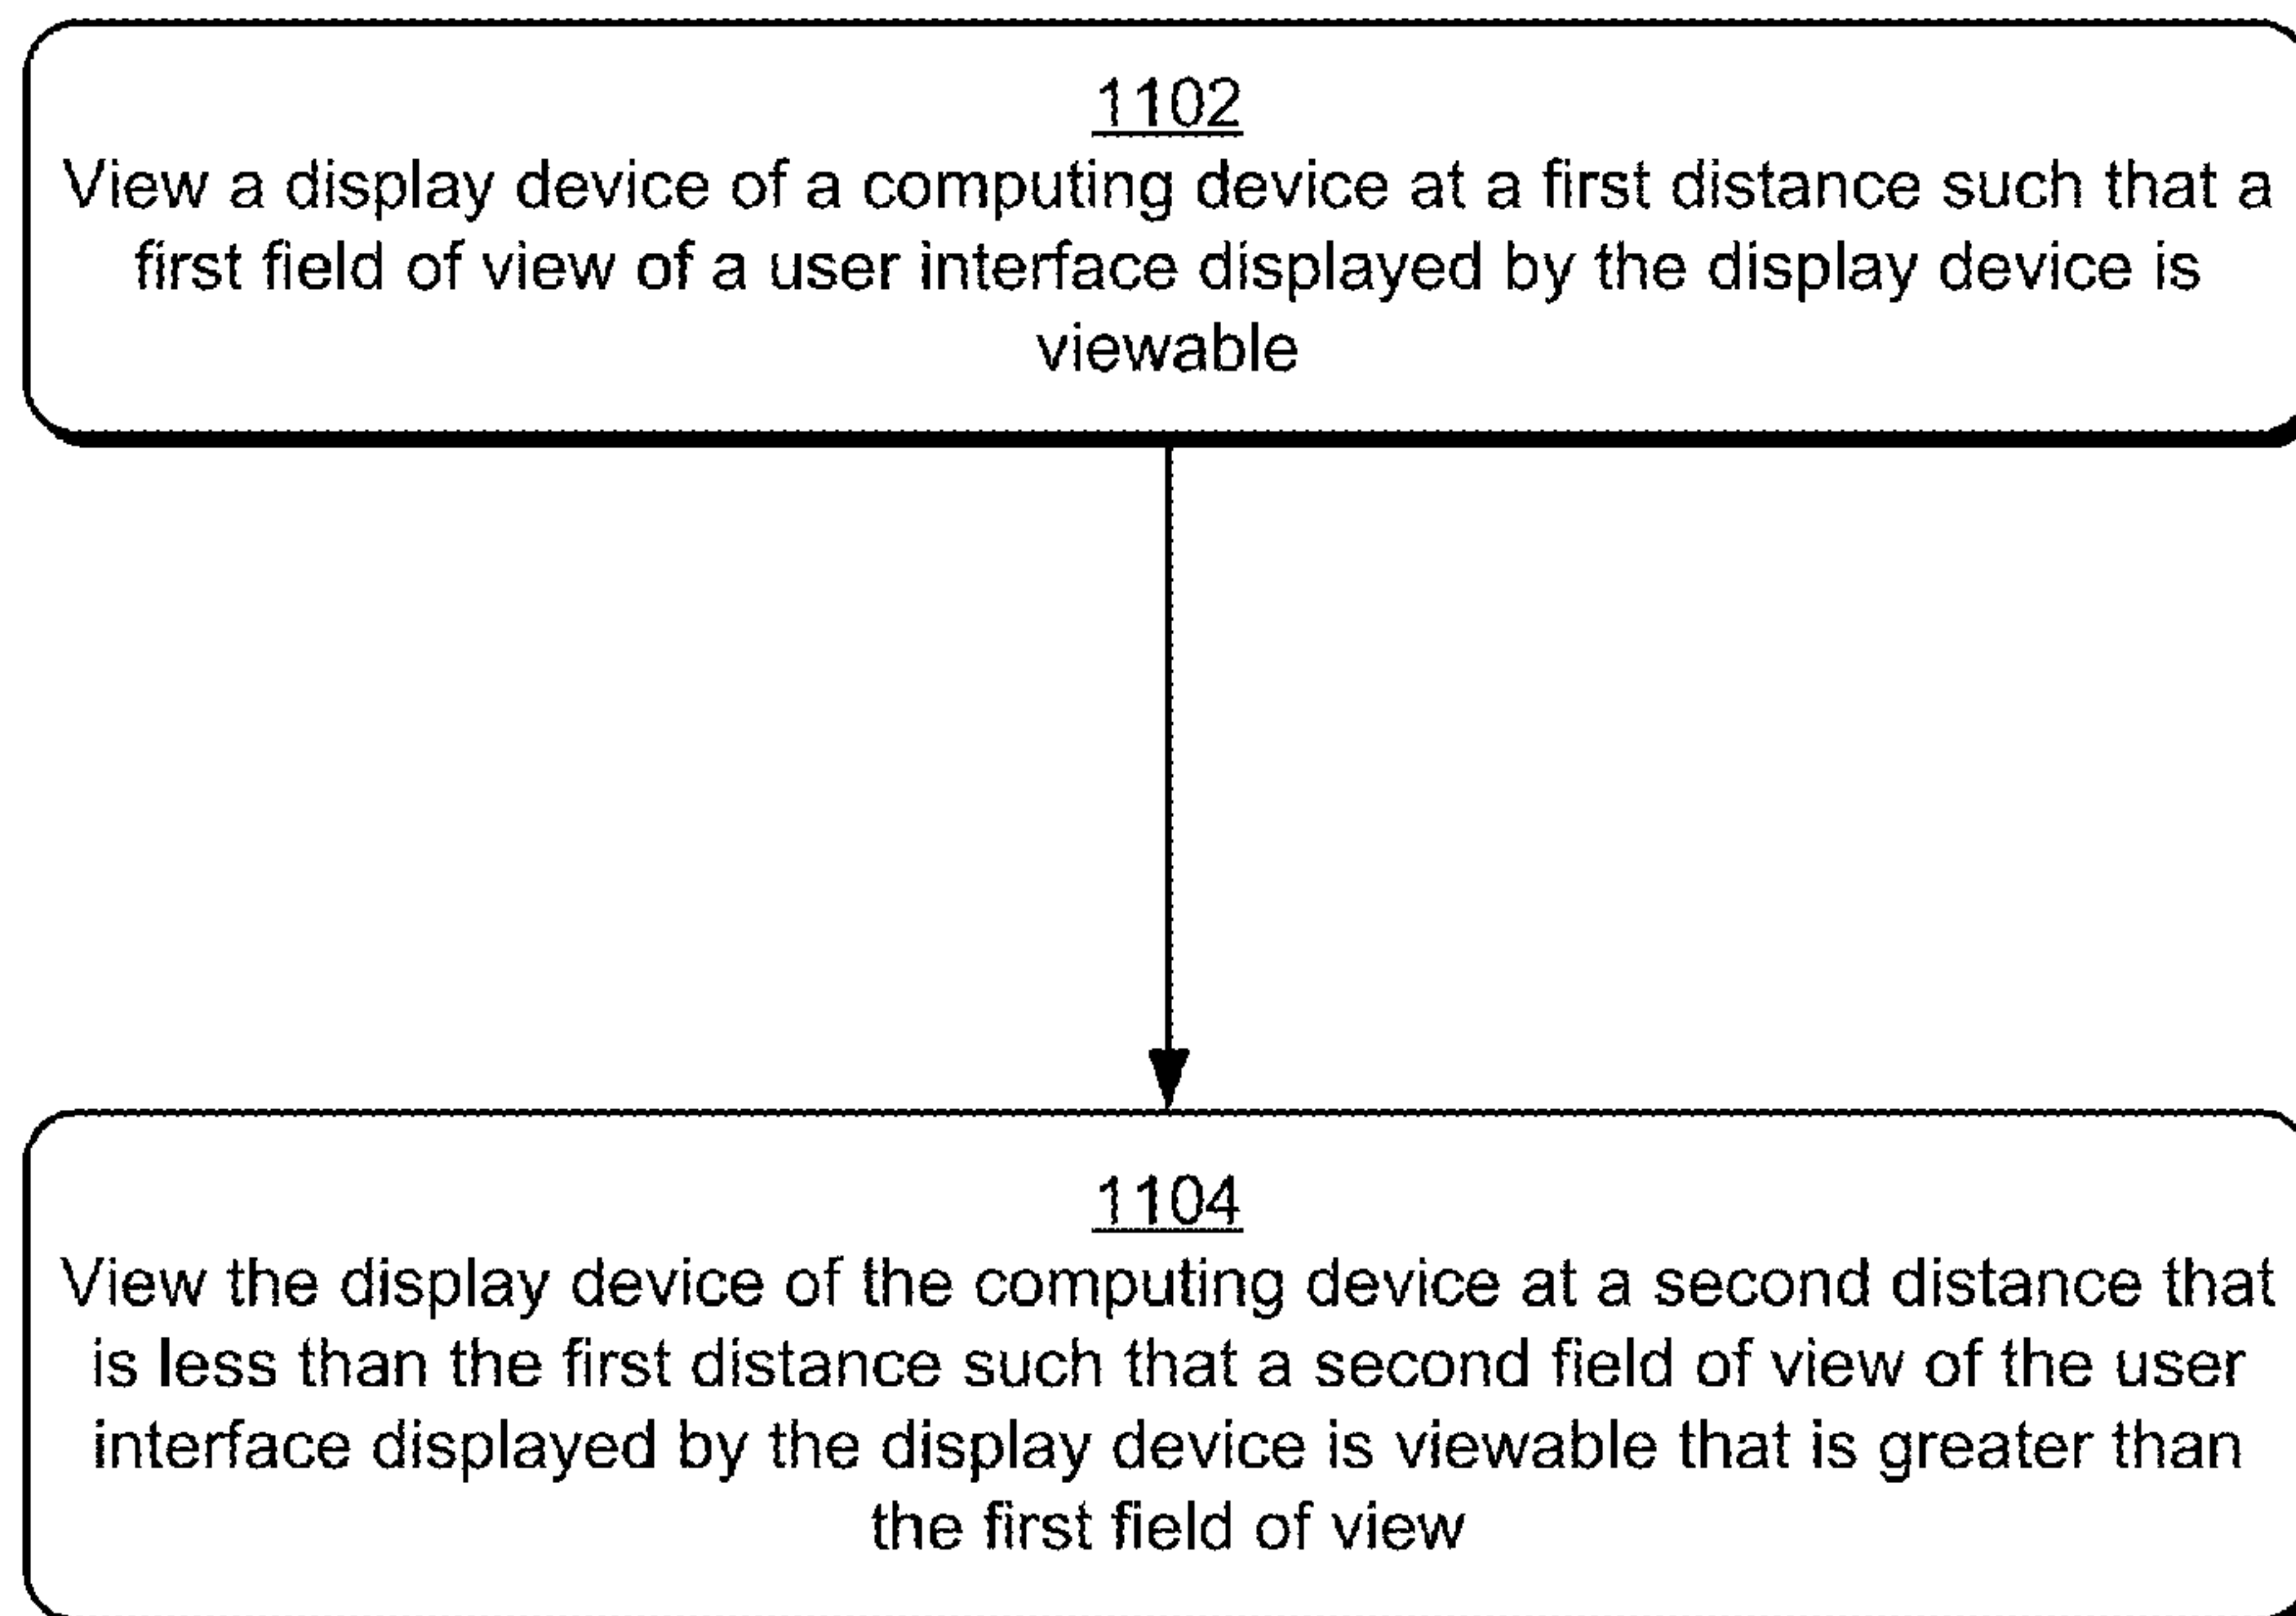 1102
View a display device of a computing device at a first distance such that a
first field of view of a user interface displayed by the display device is
viewable
1104
View the display device of the computing device at a second distance that
is less than the first distance such that a second field of view of the user
interface displayed by the display device is viewable that is greater than
the first field of view